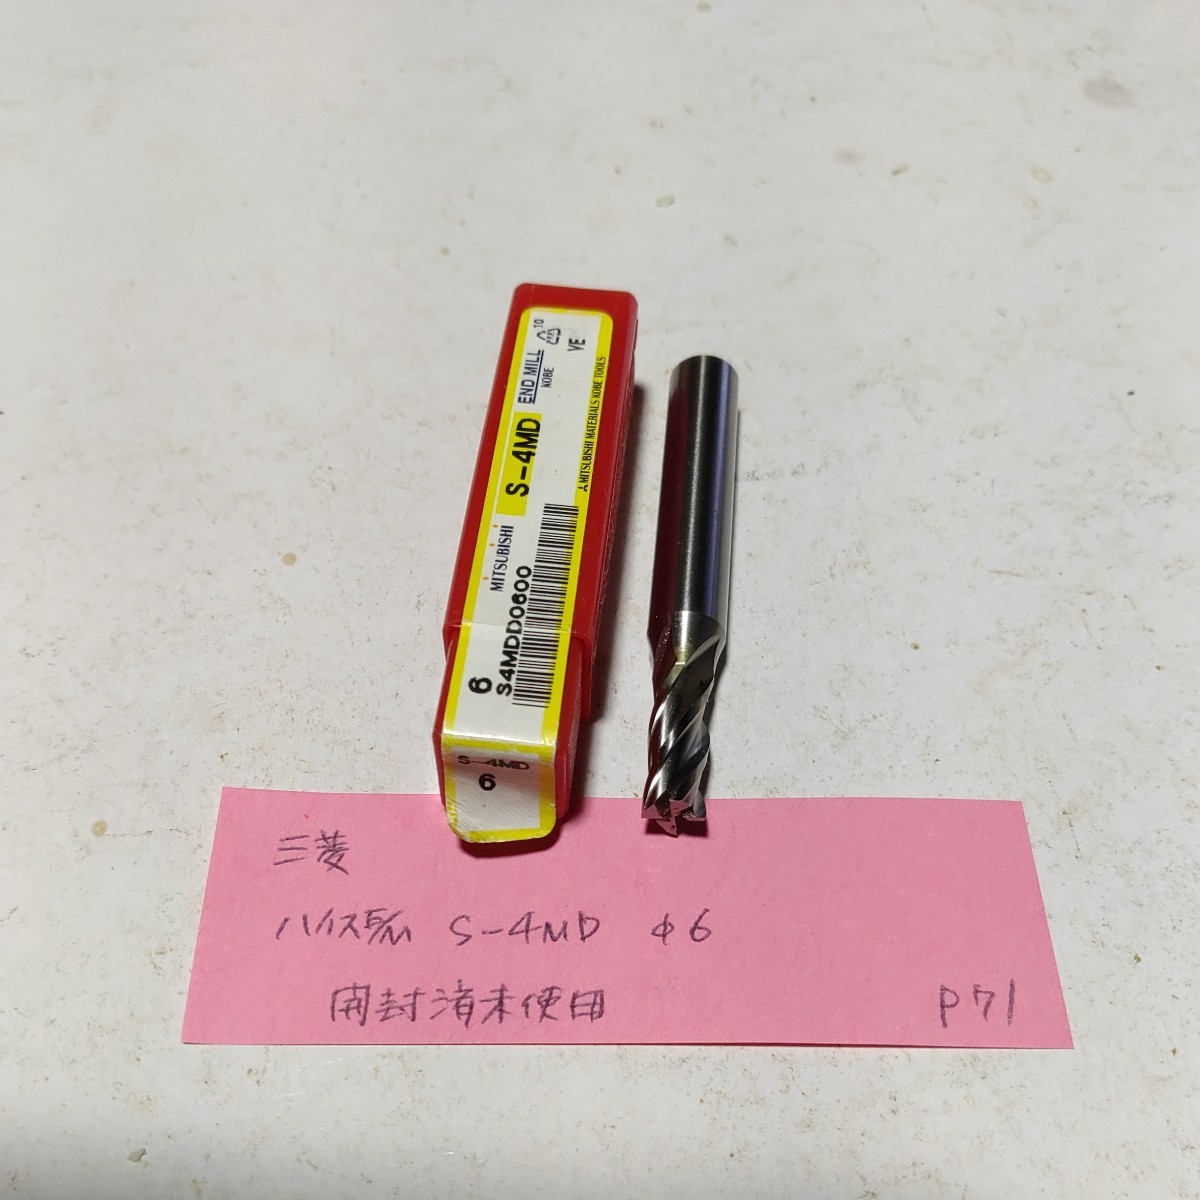 10
END MILL
KOBE
VE
S-4MD
MITSUBISHI MATERIALS KOBE TOOLS
MITSUBISHI
6
S4MDD0600
S-4MD
6
三菱
ハイスE/M S-4MD φ6
開封済未使用 P71